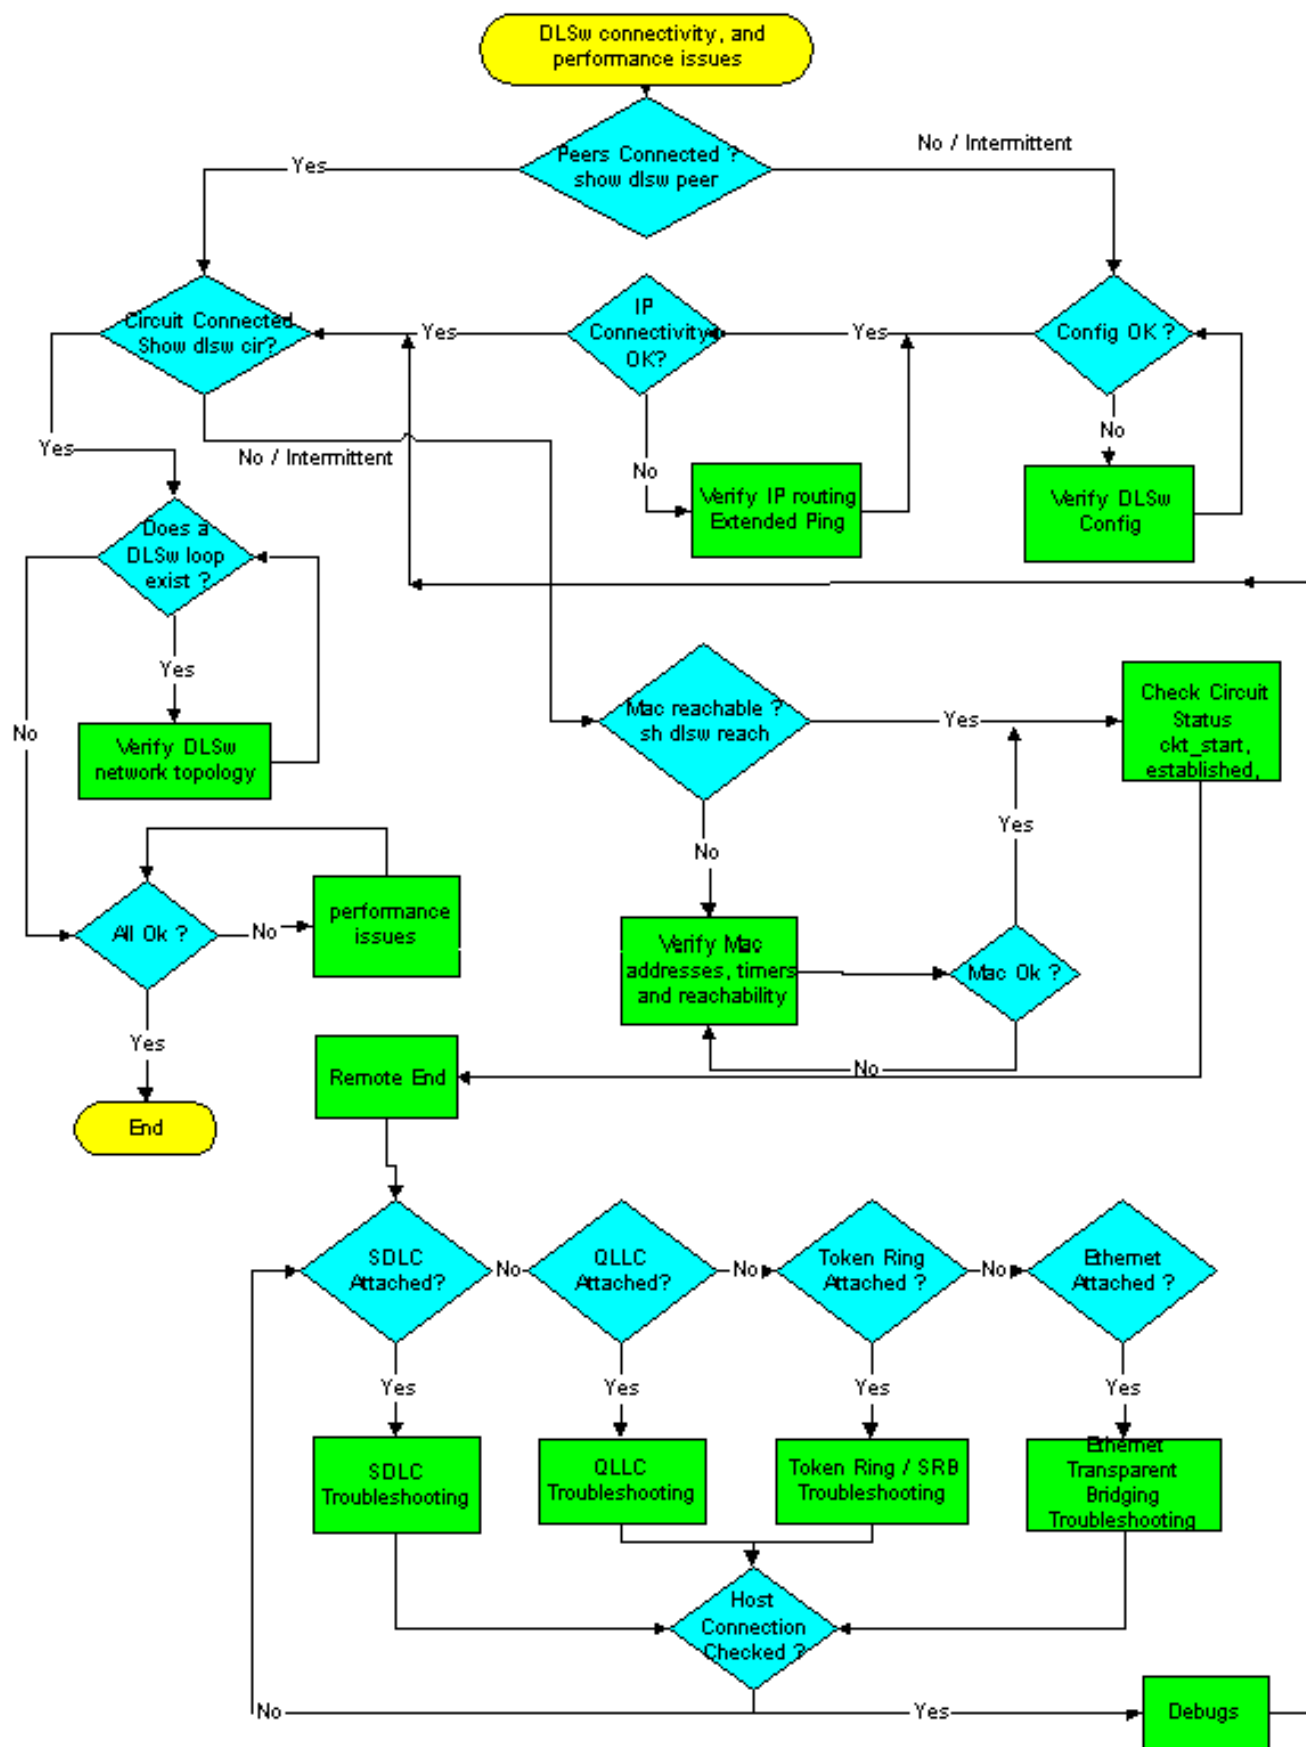 DLSw connectivity, and
performance issues
Peers Connected ?
show dlsw peer
Yes
No / Intermittent
Circuit Connected
Show dlsw cir?
Yes
IP
Connectivity
OK?
Yes
Config OK ?
Yes
No / Intermittent
No
Verify IP routing
Extended Ping
No
Verify DLSw
Config
Does a
DLSw loop
exist ?
Yes
No
Verify DLSw
network topology
Mac reachable ?
sh dlsw reach
Yes
Check Circuit
Status
ckt_start,
established,
No
Yes
All Ok ?
No
performance
issues
Verify Mac
addresses, timers
and reachability
Mac Ok ?
No
Yes
End
Remote End
SDLC
Attached?
No
QLLC
Attached?
No
Token Ring
Attached ?
No
Ethernet
Attached ?
Yes
Yes
Yes
Yes
SDLC
Troubleshooting
QLLC
Troubleshooting
Token Ring / SRB
Troubleshooting
Ethernet
Transparent
Bridging
Troubleshooting
Host
Connection
Checked ?
No
Yes
Debugs